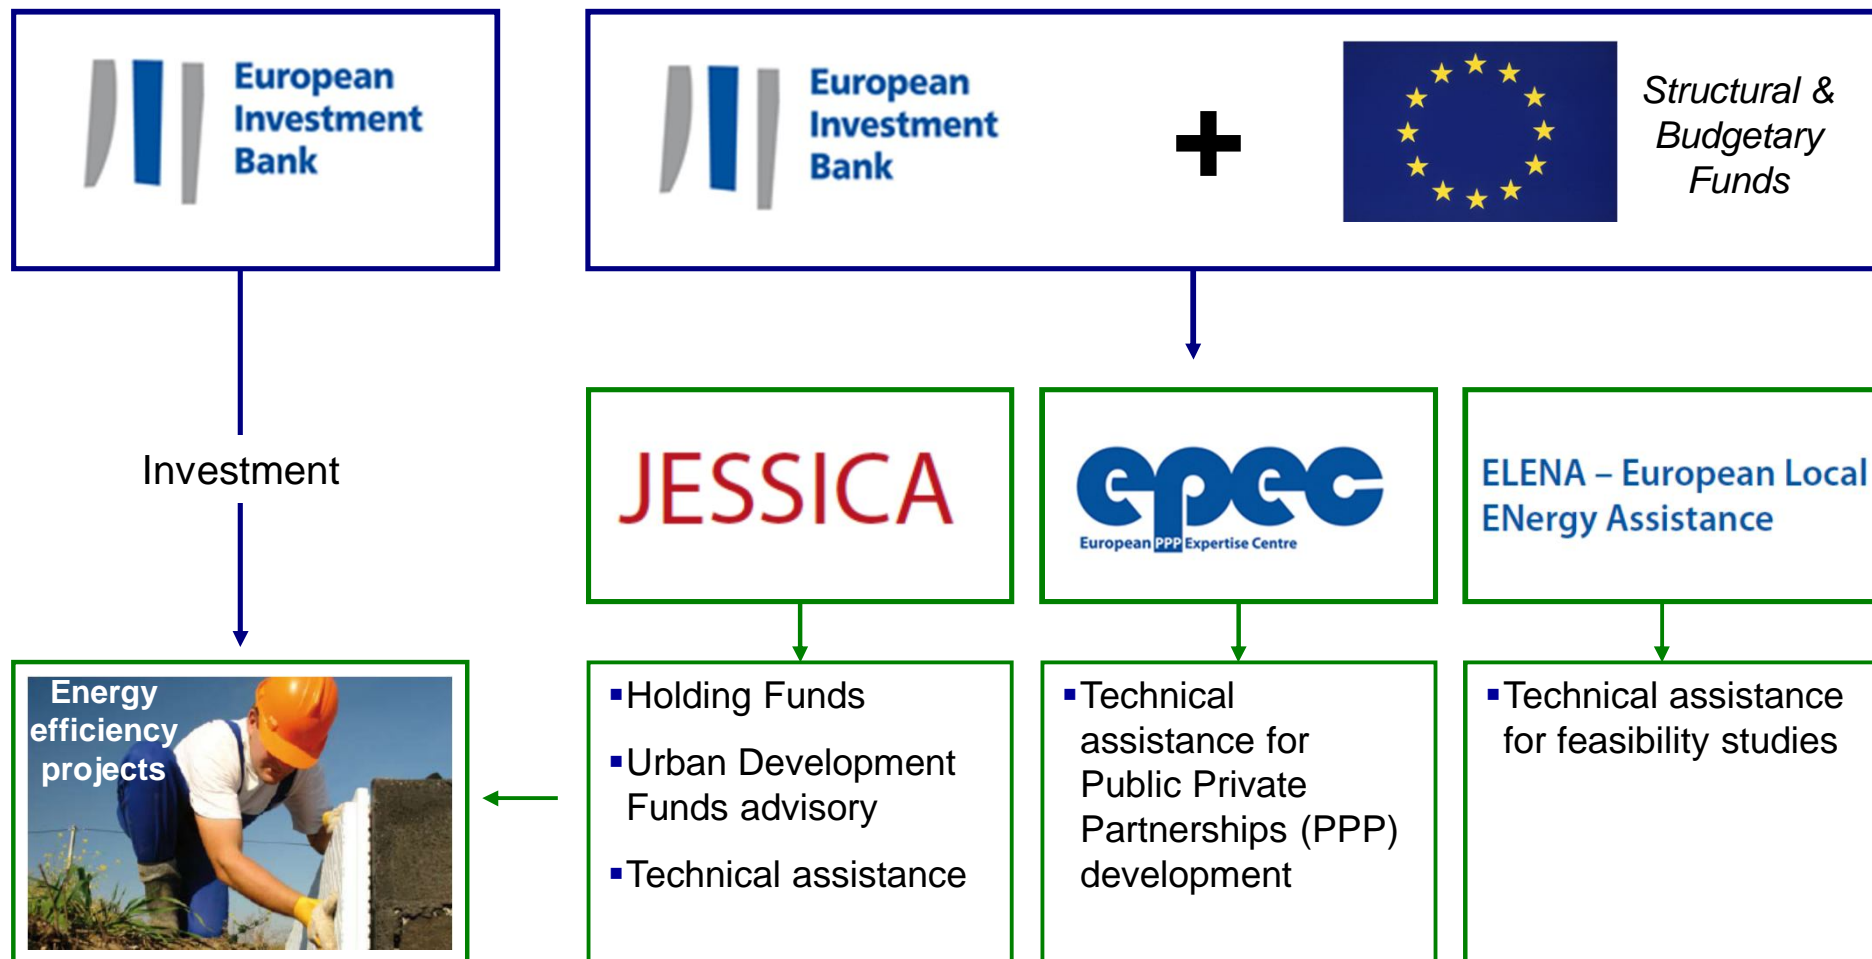 European
Investment
Bank
European
Investment
Bank
+
Structural &
Budgetary
Funds
Investment
JESSICA
epec
European PPP Expertise Centre
ELENA – European Local
ENergy Assistance
Energy
efficiency
projects
▪Holding Funds
▪Urban Development
Funds advisory
▪Technical assistance
▪Technical
assistance for
Public Private
Partnerships (PPP)
development
▪Technical assistance
for feasibility studies